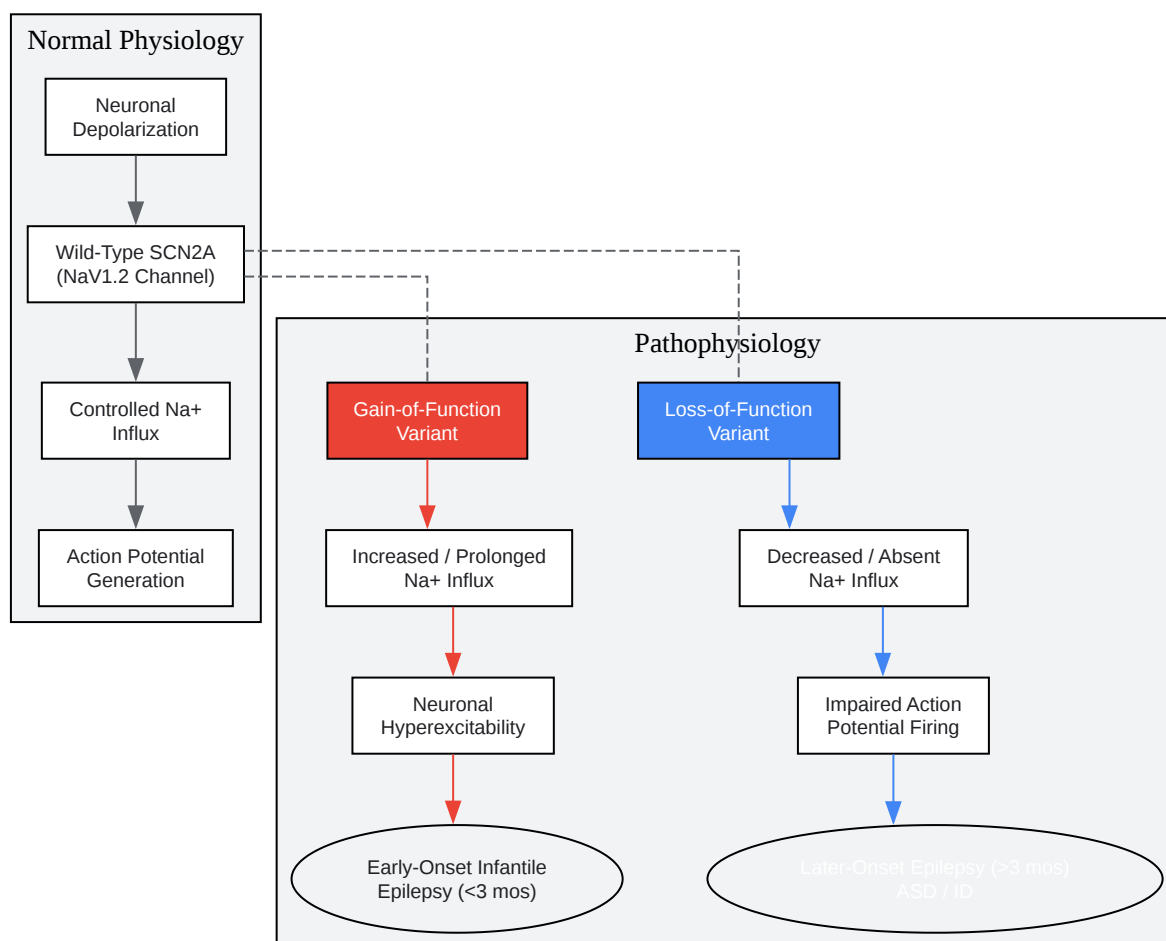 Normal Physiology
Neuronal
Depolarization
Wild-Type SCN2A
(NaV1.2 Channel)
Controlled Na+
Influx
Action Potential
Generation
Pathophysiology
Gain-of-Function
Variant
Loss-of-Function
Variant
Increased / Prolonged
Na+ Influx
Decreased / Absent
Na+ Influx
Neuronal
Hyperexcitability
Impaired Action
Potential Firing
Early-Onset Infantile
Epilepsy (<3 mos)
Later-Onset Epilepsy (>3 mos)
ASD / ID